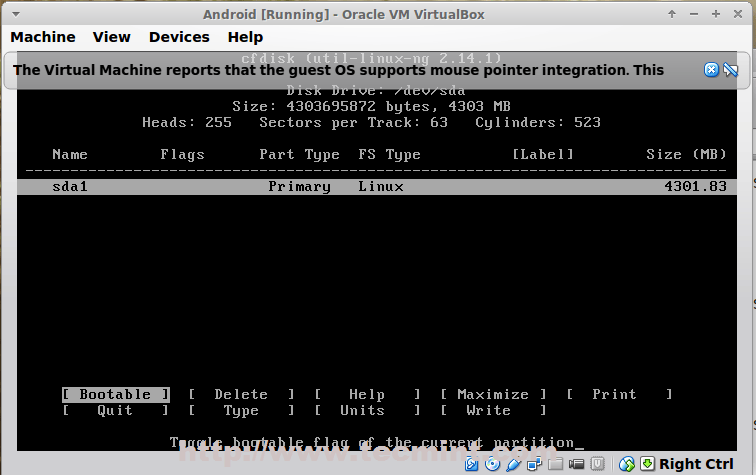 Android [Running] - Oracle VM VirtualBox
Machine View Devices Help
cfdisk (util-linux-ng 2.14.1)
The Virtual Machine reports that the guest OS supports mouse pointer integration. This
Disk Drive: /dev/sda
Size: 4303695872 bytes, 4303 MB
Heads: 255 Sectors per Track: 63 Cylinders: 523
Name Flags Part Type FS Type [Label] Size (MB)
sda1 Primary Linux 4301.83
[ Bootable ] [ Delete ] [ Help ] [ Maximize ] [ Print ]
[ Quit ] [ Type ] [ Units ] [ Write ]
Toggle bootable flag of the current partition_
http://www.tecmint.com
Right Ctrl